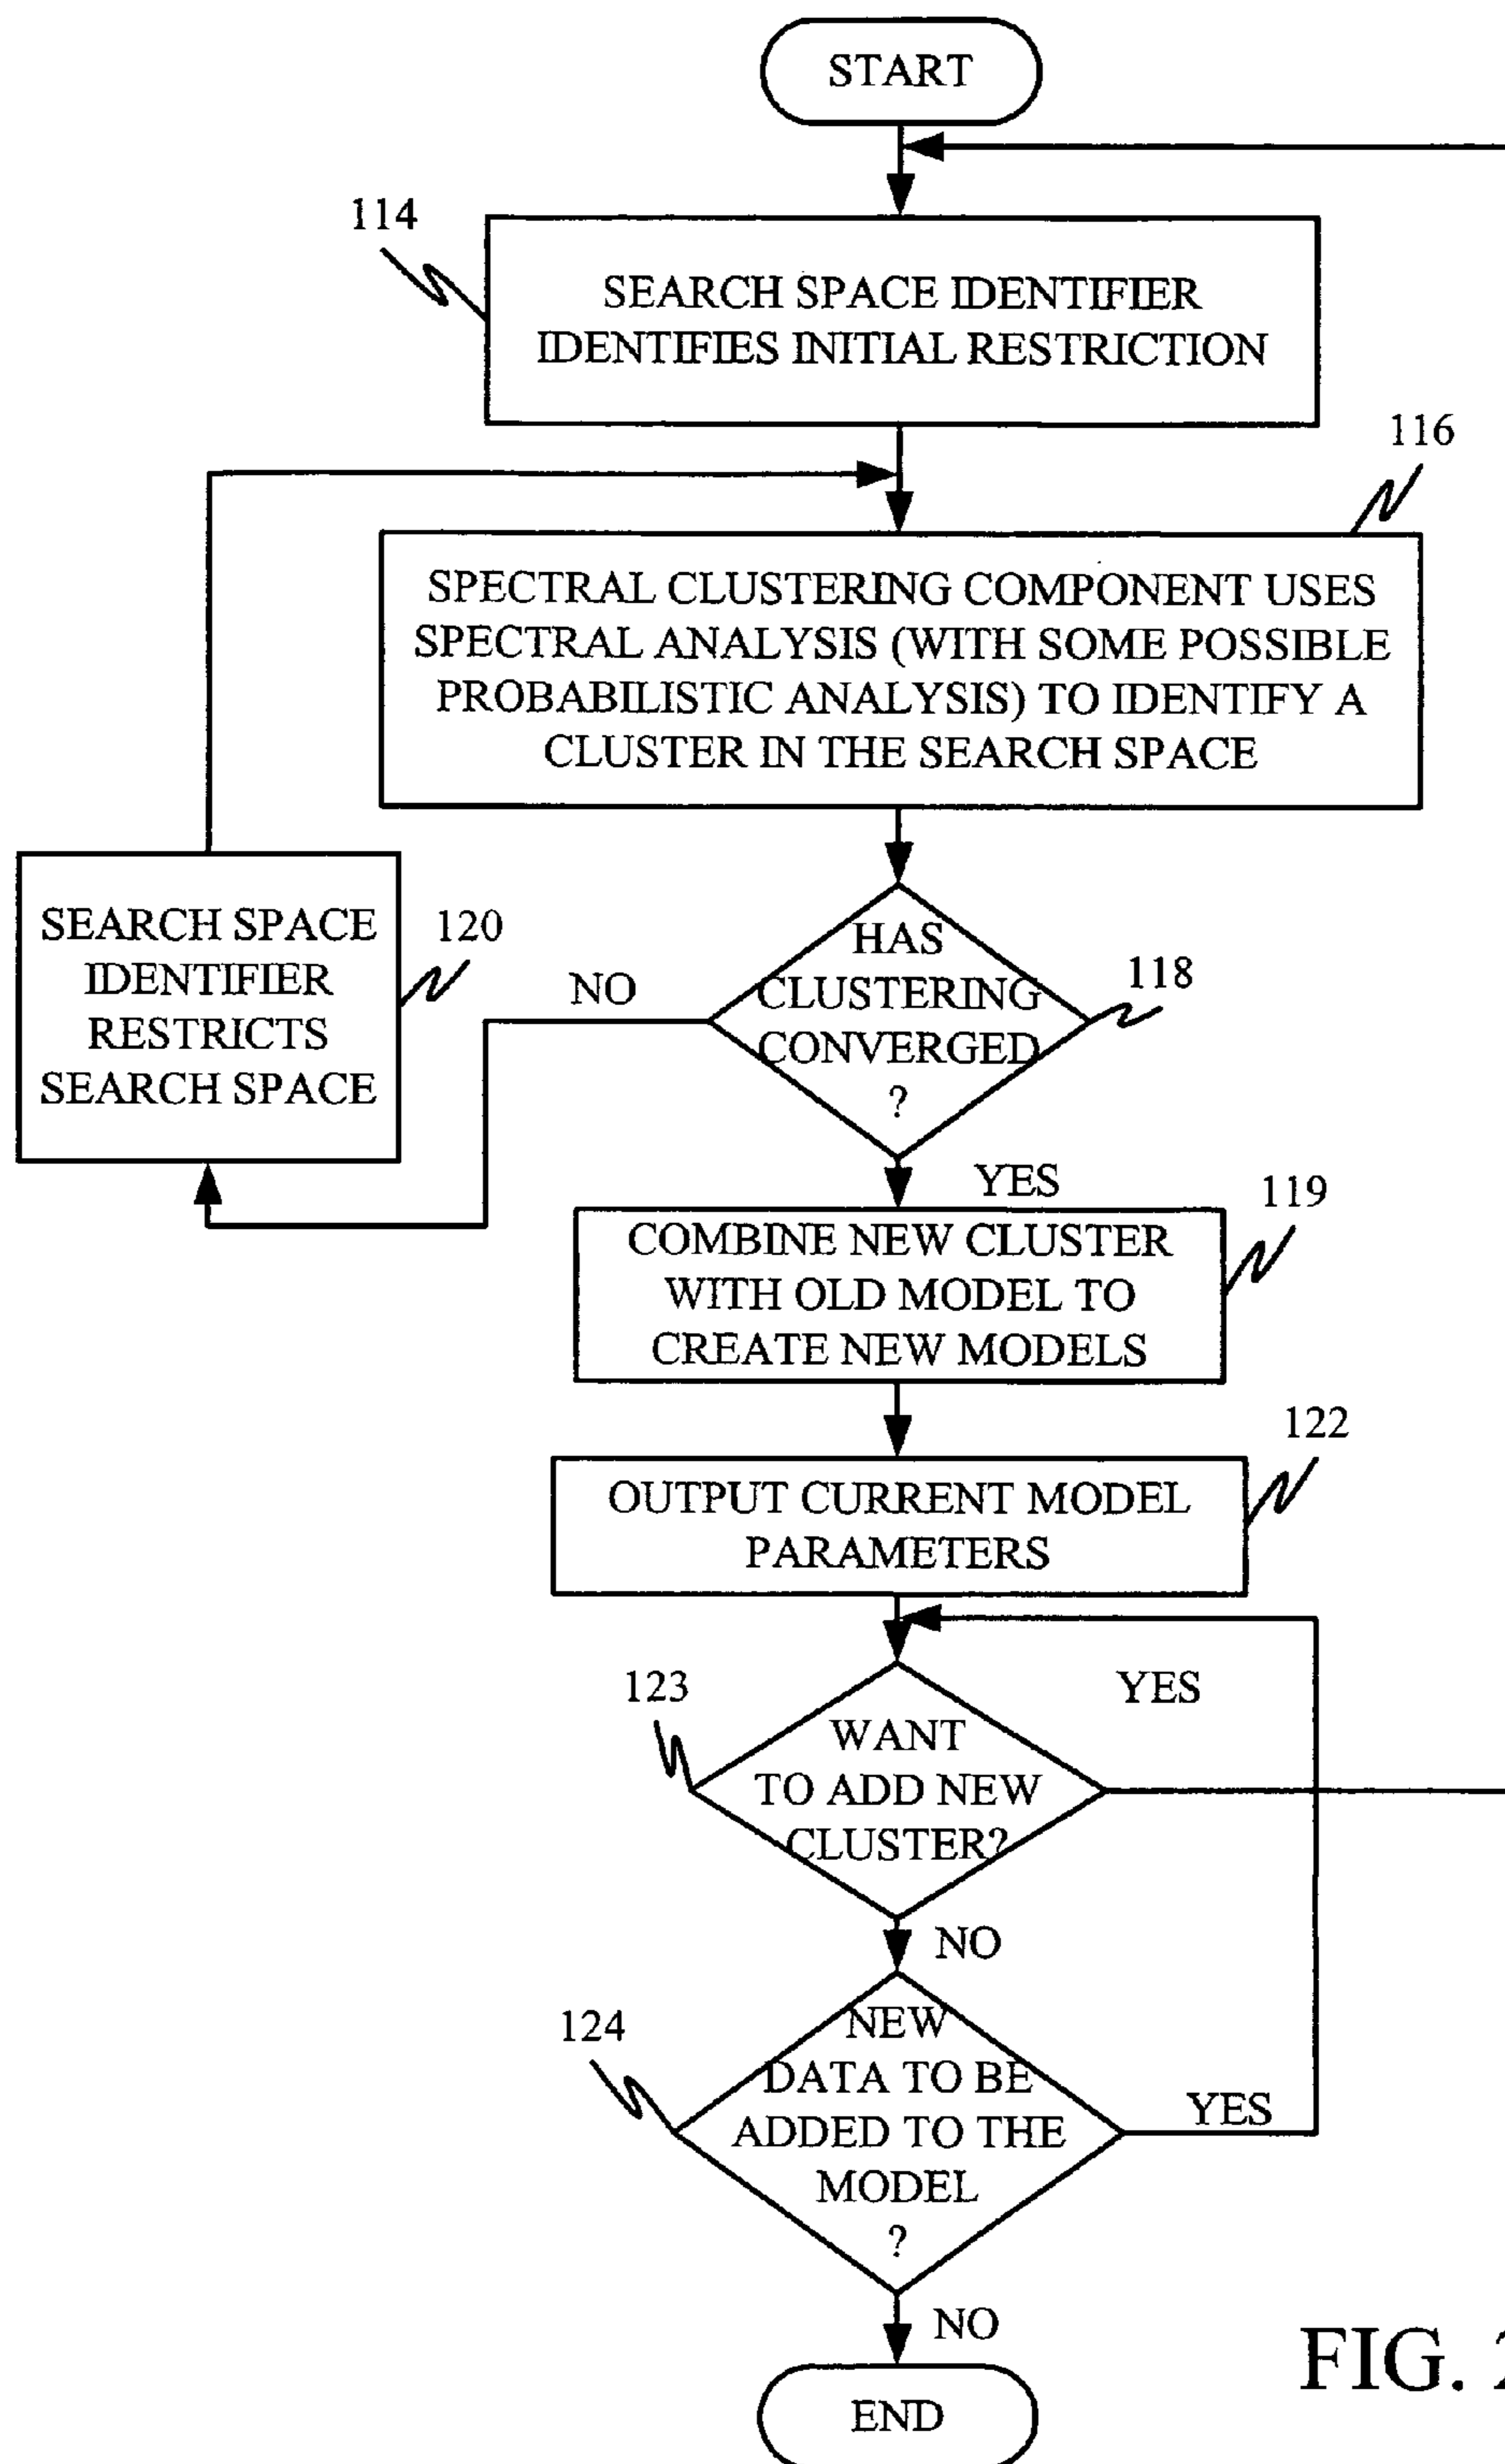 START
114
SEARCH SPACE IDENTIFIER
IDENTIFIES INITIAL RESTRICTION
116
SPECTRAL CLUSTERING COMPONENT USES
SPECTRAL ANALYSIS (WITH SOME POSSIBLE
PROBABILISTIC ANALYSIS) TO IDENTIFY A
CLUSTER IN THE SEARCH SPACE
SEARCH SPACE
IDENTIFIER
RESTRICTS
SEARCH SPACE
120
NO
HAS
CLUSTERING
CONVERGED
?
118
YES
119
COMBINE NEW CLUSTER
WITH OLD MODEL TO
CREATE NEW MODELS
122
OUTPUT CURRENT MODEL
PARAMETERS
123
YES
WANT
TO ADD NEW
CLUSTER?
NO
124
NEW
DATA TO BE
ADDED TO THE
MODEL
?
YES
NO
FIG. 2
END